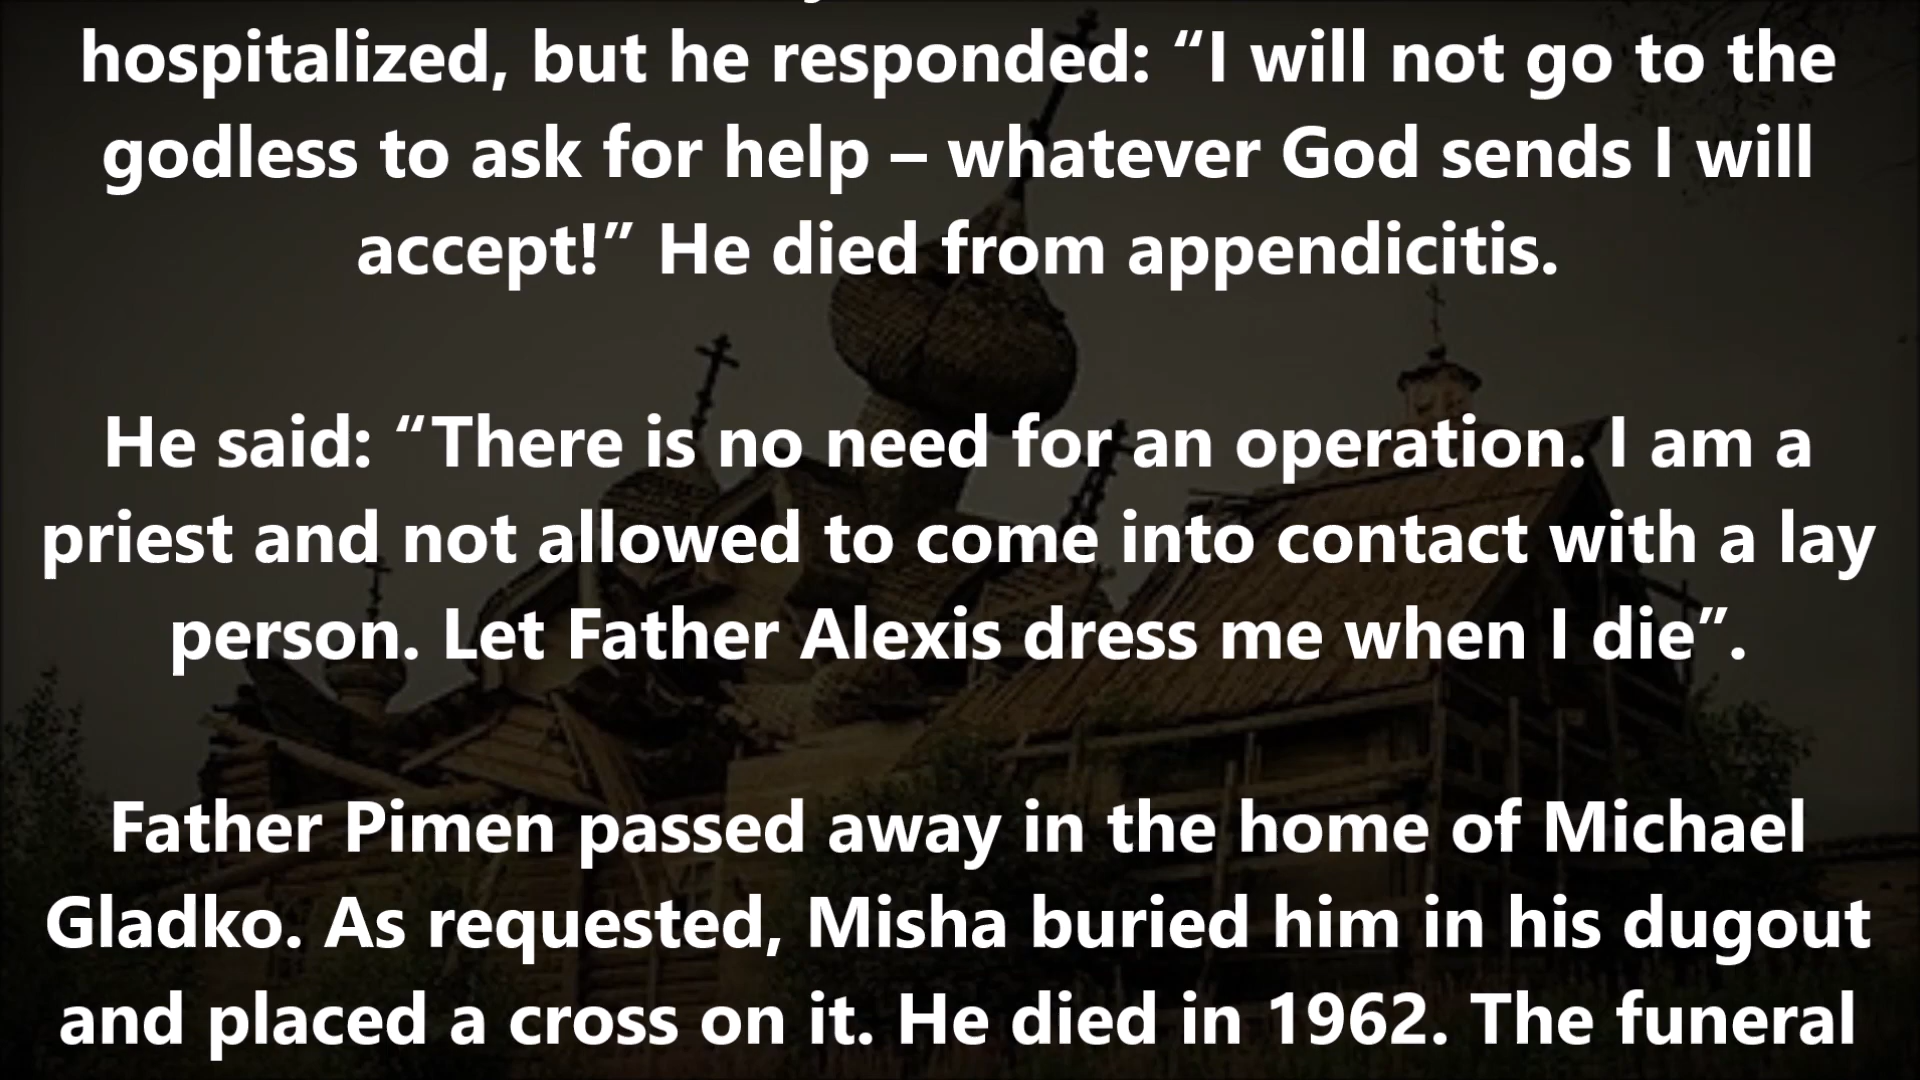 hospitalized, but he responded: “I will not go to the
godless to ask for help – whatever God sends I will
accept!” He died from appendicitis.
He said: “There is no need for an operation. I am a
priest and not allowed to come into contact with a lay
person. Let Father Alexis dress me when I die”.
Father Pimen passed away in the home of Michael
Gladko. As requested, Misha buried him in his dugout
and placed a cross on it. He died in 1962. The funeral